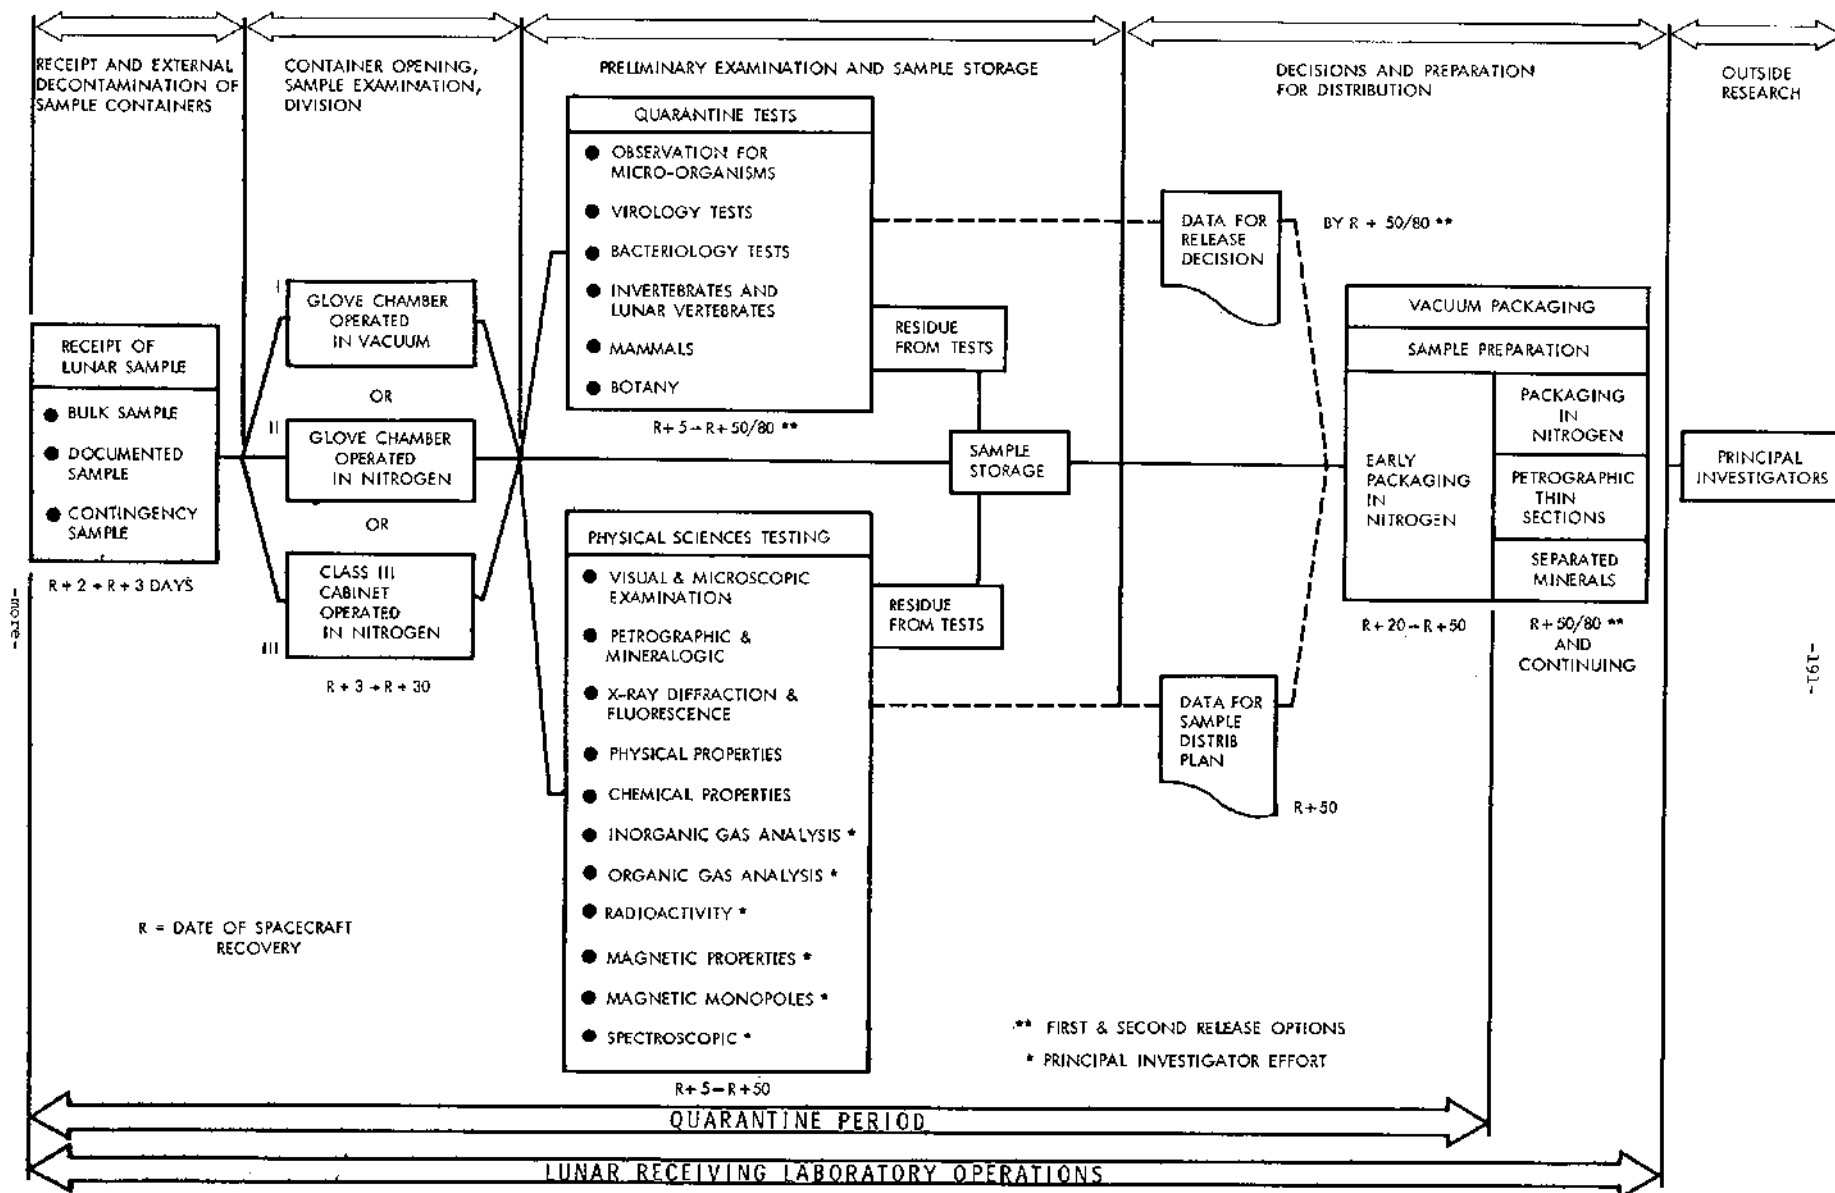 RECEIPT AND EXTERNAL
DECONTAMINATION OF
SAMPLE CONTAINERS
CONTAINER OPENING,
SAMPLE EXAMINATION,
DIVISION
PRELIMINARY EXAMINATION AND SAMPLE STORAGE
DECISIONS AND PREPARATION
FOR DISTRIBUTION
OUTSIDE
RESEARCH
RECEIPT OF
LUNAR SAMPLE
● BULK SAMPLE
● DOCUMENTED
SAMPLE
● CONTINGENCY
SAMPLE
R + 2 → R + 3 DAYS
I
GLOVE CHAMBER
OPERATED
IN VACUUM
OR
II
GLOVE CHAMBER
OPERATED
IN NITROGEN
OR
CLASS III
CABINET
OPERATED
IN NITROGEN
III
R + 3 → R + 30
QUARANTINE TESTS
● OBSERVATION FOR
MICRO-ORGANISMS
● VIROLOGY TESTS
● BACTERIOLOGY TESTS
● INVERTEBRATES AND
LUNAR VERTEBRATES
● MAMMALS
● BOTANY
R+ 5 → R + 50/80 **
RESIDUE
FROM TESTS
SAMPLE
STORAGE
PHYSICAL SCIENCES TESTING
● VISUAL & MICROSCOPIC
EXAMINATION
● PETROGRAPHIC &
MINERALOGIC
● X-RAY DIFFRACTION &
FLUORESCENCE
● PHYSICAL PROPERTIES
● CHEMICAL PROPERTIES
● INORGANIC GAS ANALYSIS *
● ORGANIC GAS ANALYSIS *
● RADIOACTIVITY *
● MAGNETIC PROPERTIES *
● MAGNETIC MONOPOLES *
● SPECTROSCOPIC *
R+ 5 → R + 50
RESIDUE
FROM TESTS
DATA FOR
RELEASE
DECISION
BY R + 50/80 **
DATA FOR
SAMPLE
DISTRIB
PLAN
R + 50
VACUUM PACKAGING
SAMPLE PREPARATION
EARLY
PACKAGING
IN
NITROGEN
PACKAGING
IN
NITROGEN
PETROGRAPHIC
THIN
SECTIONS
SEPARATED
MINERALS
R + 20 → R + 50
R + 50/80 **
AND
CONTINUING
PRINCIPAL
INVESTIGATORS
R = DATE OF SPACECRAFT
RECOVERY
** FIRST & SECOND RELEASE OPTIONS
* PRINCIPAL INVESTIGATOR EFFORT
QUARANTINE PERIOD
LUNAR RECEIVING LABORATORY OPERATIONS
-more-
-191-